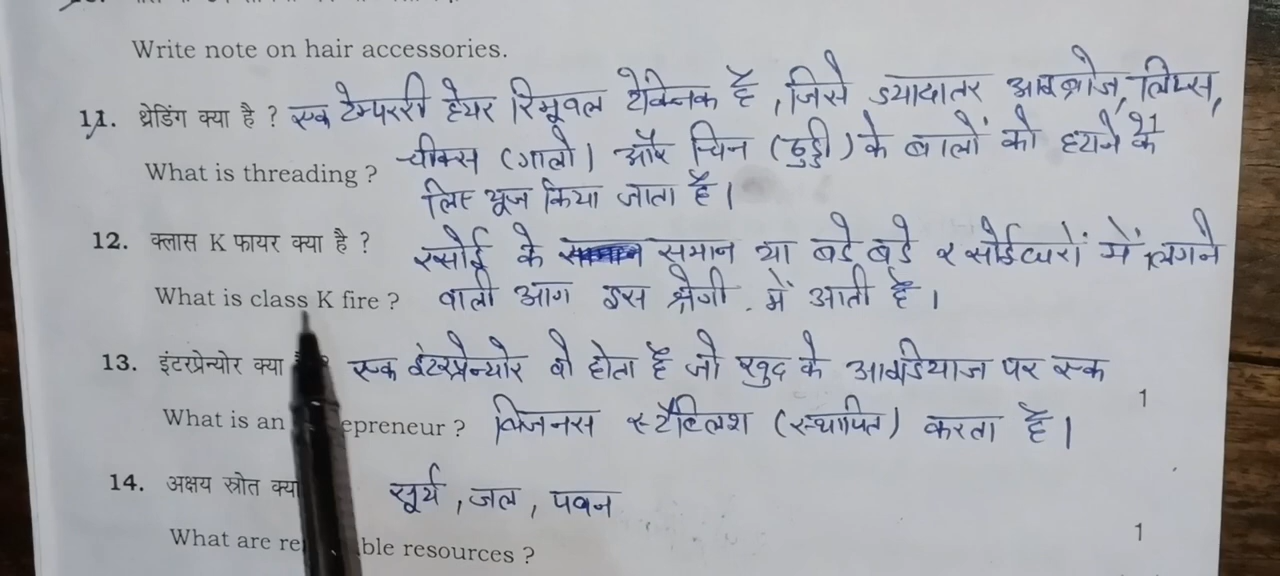 Write note on hair accessories.
11. थ्रेडिंग क्या है ? एक टेम्परेरी हेयर रिमूवल टेक्निक है , जिसे ज्यादातर आइब्रोज, लिप्स,
चीक्स (गालो) और चिन (ठुड्डी) के बालों को हटाने के 1
What is threading ?
लिए यूज किया जाता है ।
12. क्लास K फायर क्या है ? रसोई के समान या बडे बडे रसोईघरों में लगने
What is class K fire ? वाली आग इस श्रेणी में आती है ।
13. इंटरप्रेन्योर क्या एक इंटरप्रेन्योर वो होता है जो खुद के आइडियाज पर एक
1
What is an epreneur ? बिजनस स्टैब्लिश (स्थापित) करता है ।
14. अक्षय स्रोत क्या सूर्य , जल , पवन
1
What are re ble resources ?